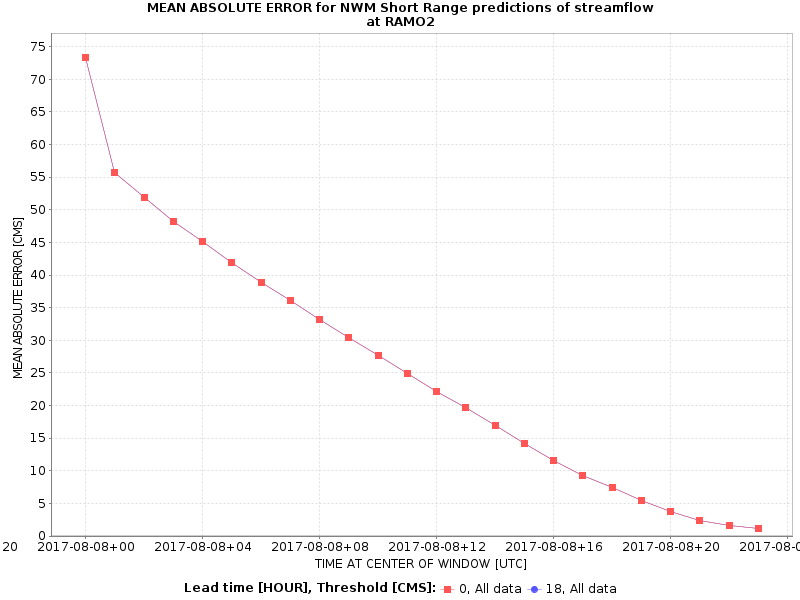 MEAN ABSOLUTE ERROR for NWM Short Range predictions of streamflow
at RAMO2
75
70
65
60
55
50
45
40
35
30
25
20
15
10
5
0
MEAN ABSOLUTE ERROR [CMS]
20 2017-08-08+00 2017-08-08+04 2017-08-08+08 2017-08-08+12 2017-08-08+16 2017-08-08+20 2017-08-0
TIME AT CENTER OF WINDOW [UTC]
Lead time [HOUR], Threshold [CMS]: 0, All data 18, All data